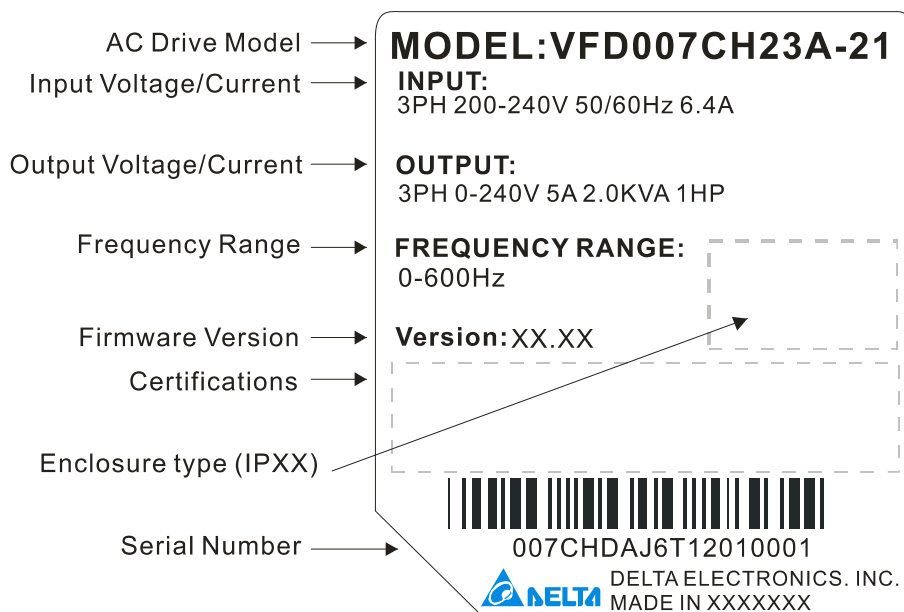 AC Drive Model
MODEL:VFD007CH23A-21
Input Voltage/Current
INPUT:
3PH 200-240V 50/60Hz 6.4A
Output Voltage/Current
OUTPUT:
3PH 0-240V 5A 2.0KVA 1HP
Frequency Range
FREQUENCY RANGE:
0-600Hz
Firmware Version
Version:XX.XX
Certifications
Enclosure type (IPXX)
Serial Number
007CHDAJ6T12010001
DELTA
DELTA ELECTRONICS. INC.
MADE IN XXXXXXX